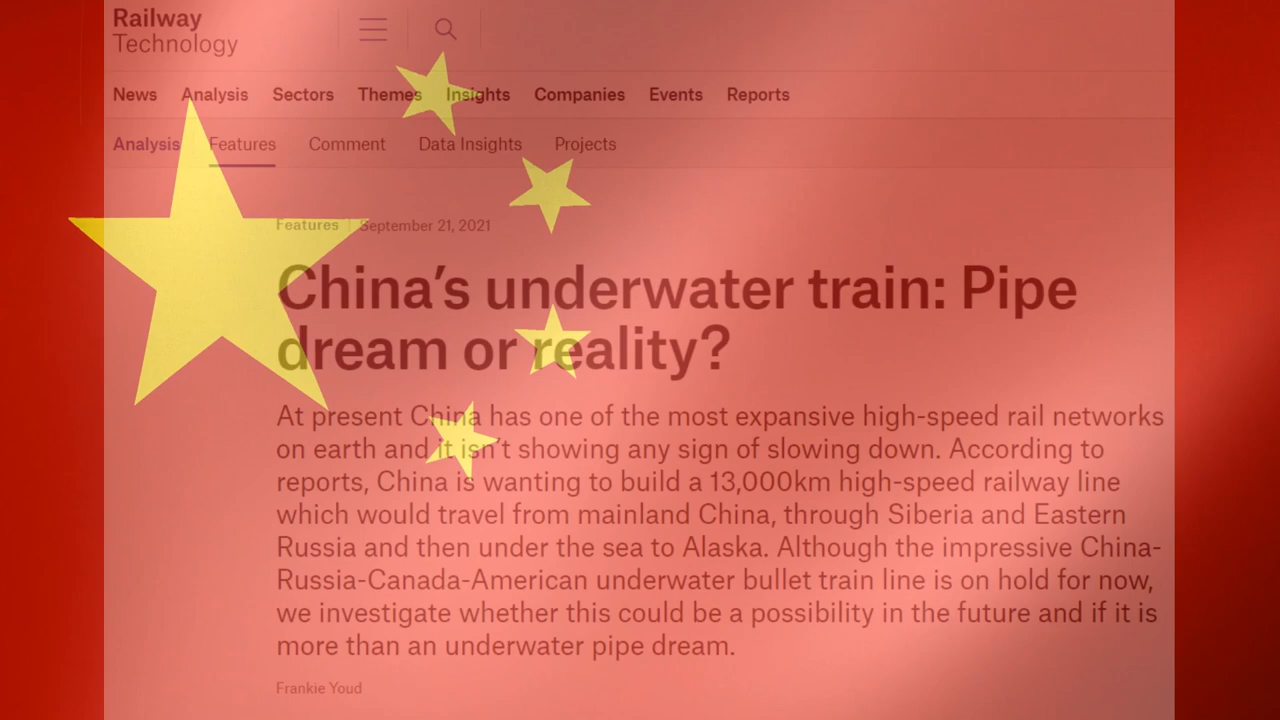 Railway
Technology
News Analysis Sectors Themes Insights Companies Events Reports
Analysis Features Comment Data Insights Projects
Features | September 21, 2021
China’s underwater train: Pipe
dream or reality?
At present China has one of the most expansive high-speed rail networks
on earth and it isn’t showing any sign of slowing down. According to
reports, China is wanting to build a 13,000km high-speed railway line
which would travel from mainland China, through Siberia and Eastern
Russia and then under the sea to Alaska. Although the impressive China-
Russia-Canada-American underwater bullet train line is on hold for now,
we investigate whether this could be a possibility in the future and if it is
more than an underwater pipe dream.
Frankie Youd